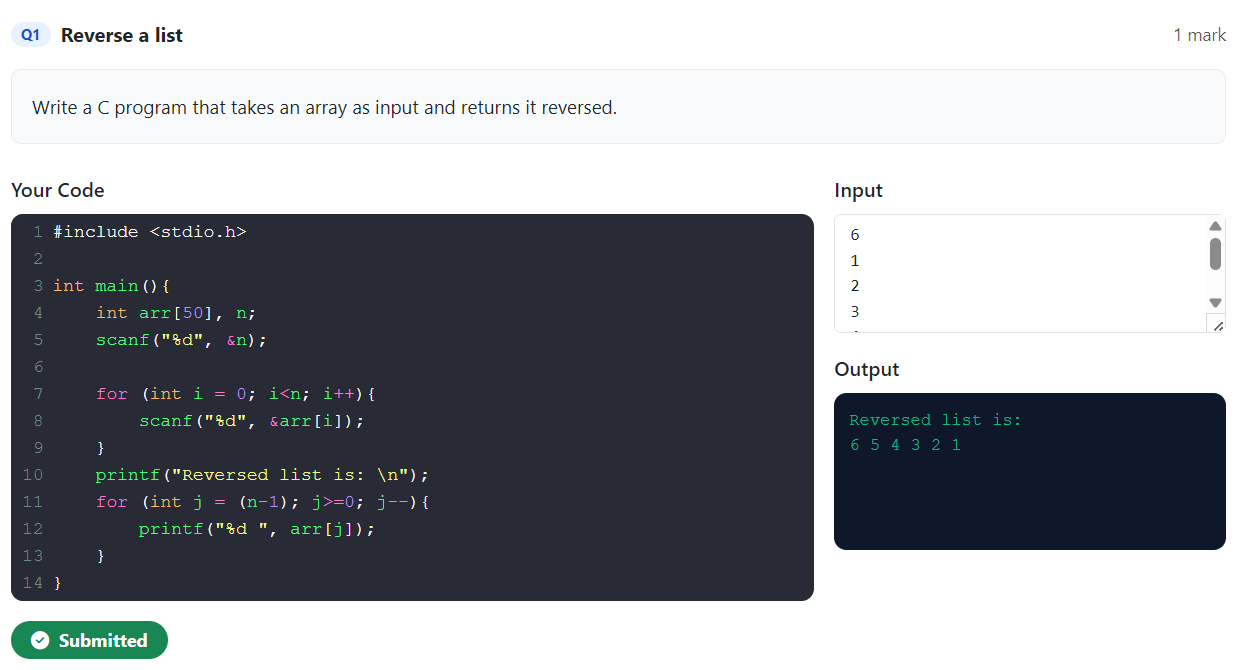 Q1 Reverse a list 1 mark
Write a C program that takes an array as input and returns it reversed.
Your Code
1 #include <stdio.h>
2
3 int main(){
4     int arr[50], n;
5     scanf("%d", &n);
6
7     for (int i = 0; i<n; i++){
8         scanf("%d", &arr[i]);
9     }
10     printf("Reversed list is: \n");
11     for (int j = (n-1); j>=0; j--){
12         printf("%d ", arr[j]);
13     }
14 }
Submitted
Input
6
1
2
3
Output
Reversed list is:
6 5 4 3 2 1